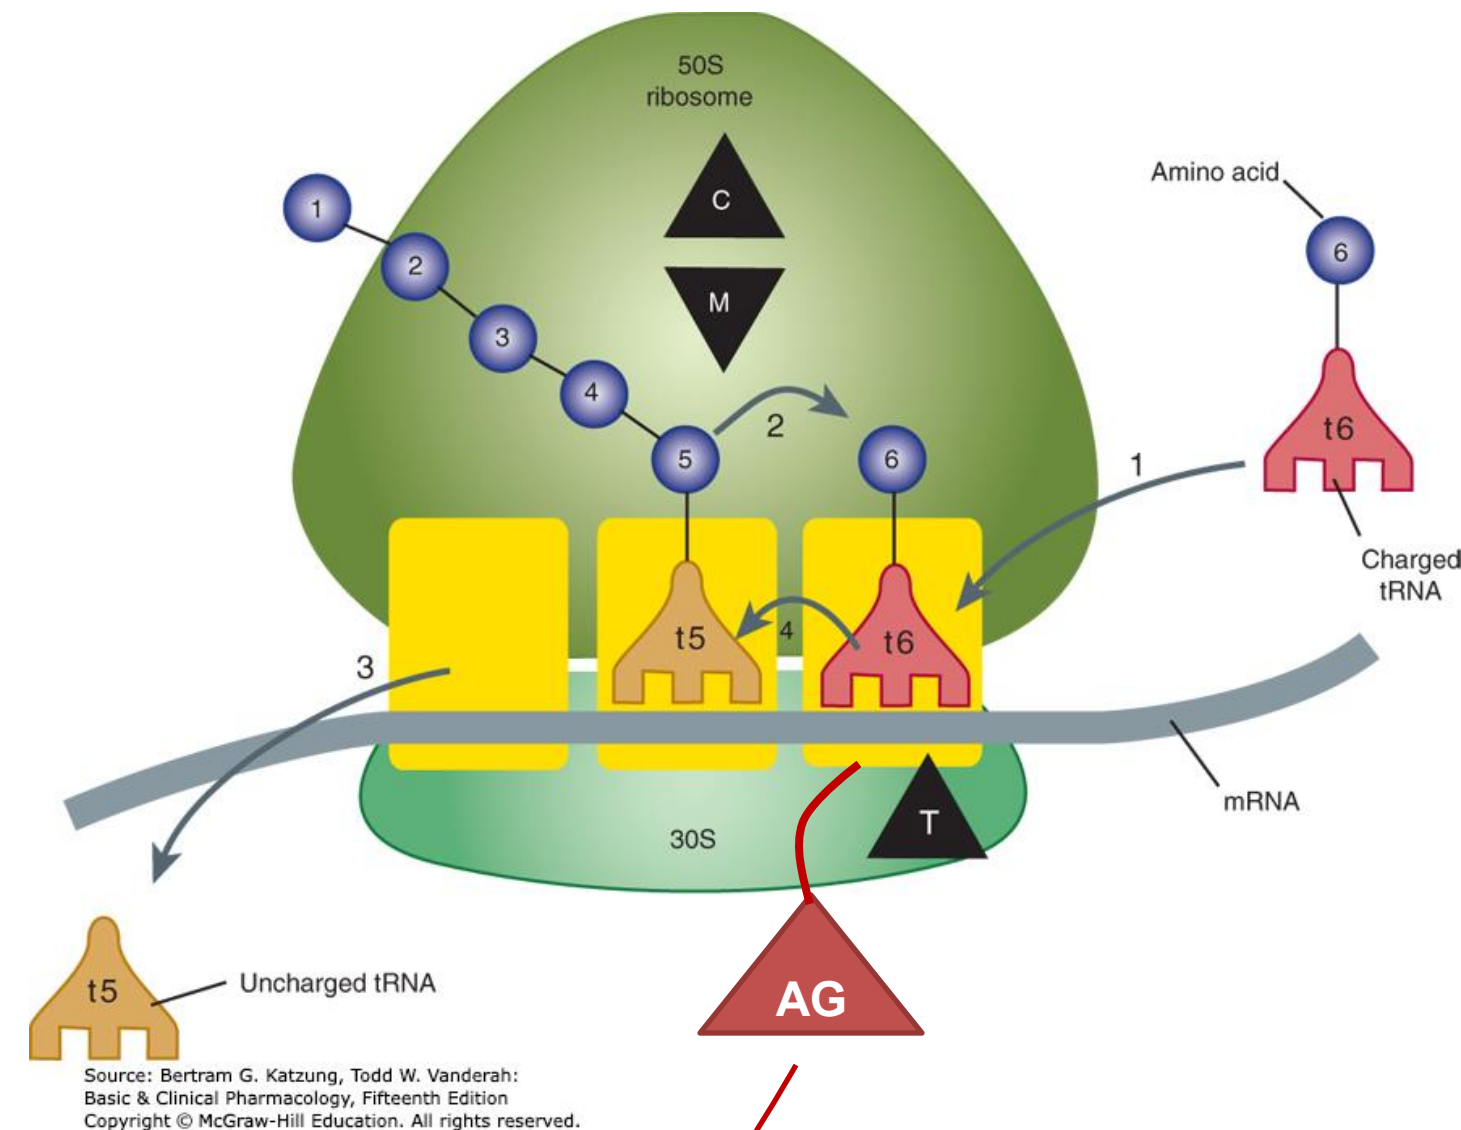 50S
ribosome
C
Amino acid
1
2
6
M
3
4
2
t6
5
6
1
Charged
tRNA
t5
4
t6
3
mRNA
T
30S
t5
Uncharged tRNA
AG
Source: Bertram G. Katzung, Todd W. Vanderah:
Basic & Clinical Pharmacology, Fifteenth Edition
Copyright © McGraw-Hill Education. All rights reserved.